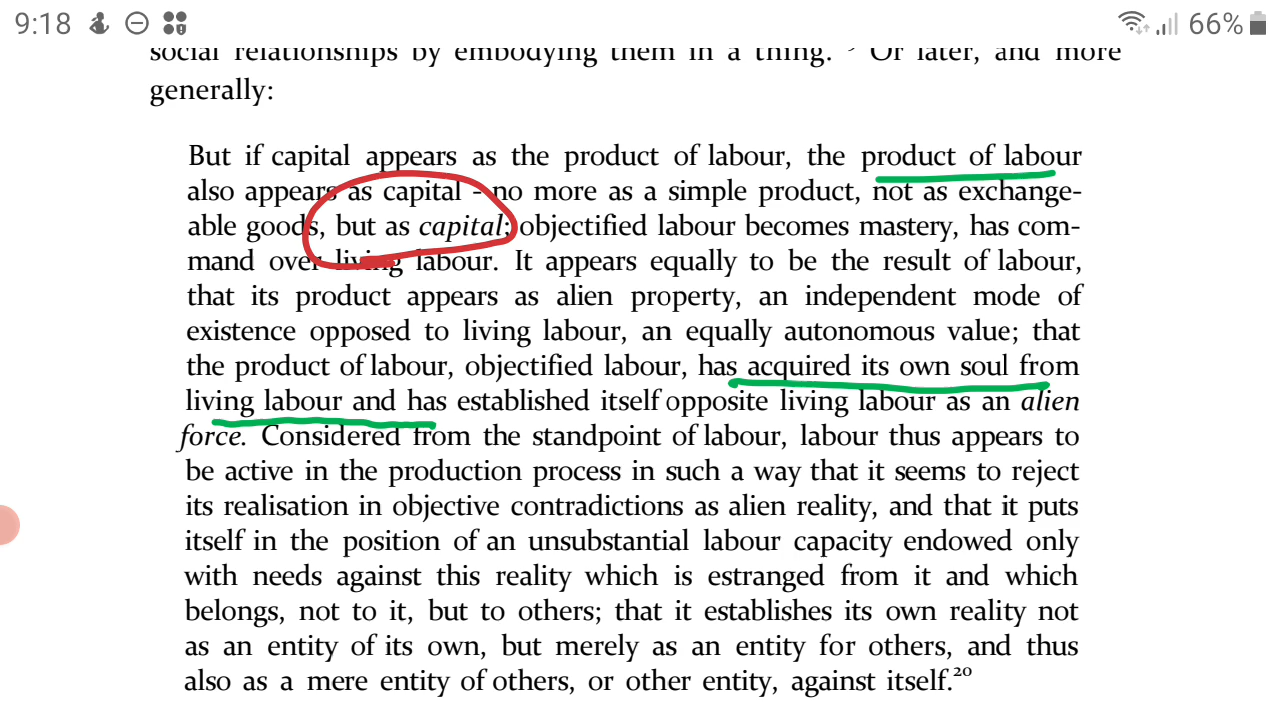 9:18
66%
social relationships by embodying them in a thing. Or later, and more
generally:
But if capital appears as the product of labour, the product of labour
also appears as capital - no more as a simple product, not as exchange-
able goods, but as capital; objectified labour becomes mastery, has com-
mand over living labour. It appears equally to be the result of labour,
that its product appears as alien property, an independent mode of
existence opposed to living labour, an equally autonomous value; that
the product of labour, objectified labour, has acquired its own soul from
living labour and has established itself opposite living labour as an alien
force. Considered from the standpoint of labour, labour thus appears to
be active in the production process in such a way that it seems to reject
its realisation in objective contradictions as alien reality, and that it puts
itself in the position of an unsubstantial labour capacity endowed only
with needs against this reality which is estranged from it and which
belongs, not to it, but to others; that it establishes its own reality not
as an entity of its own, but merely as an entity for others, and thus
also as a mere entity of others, or other entity, against itself.20